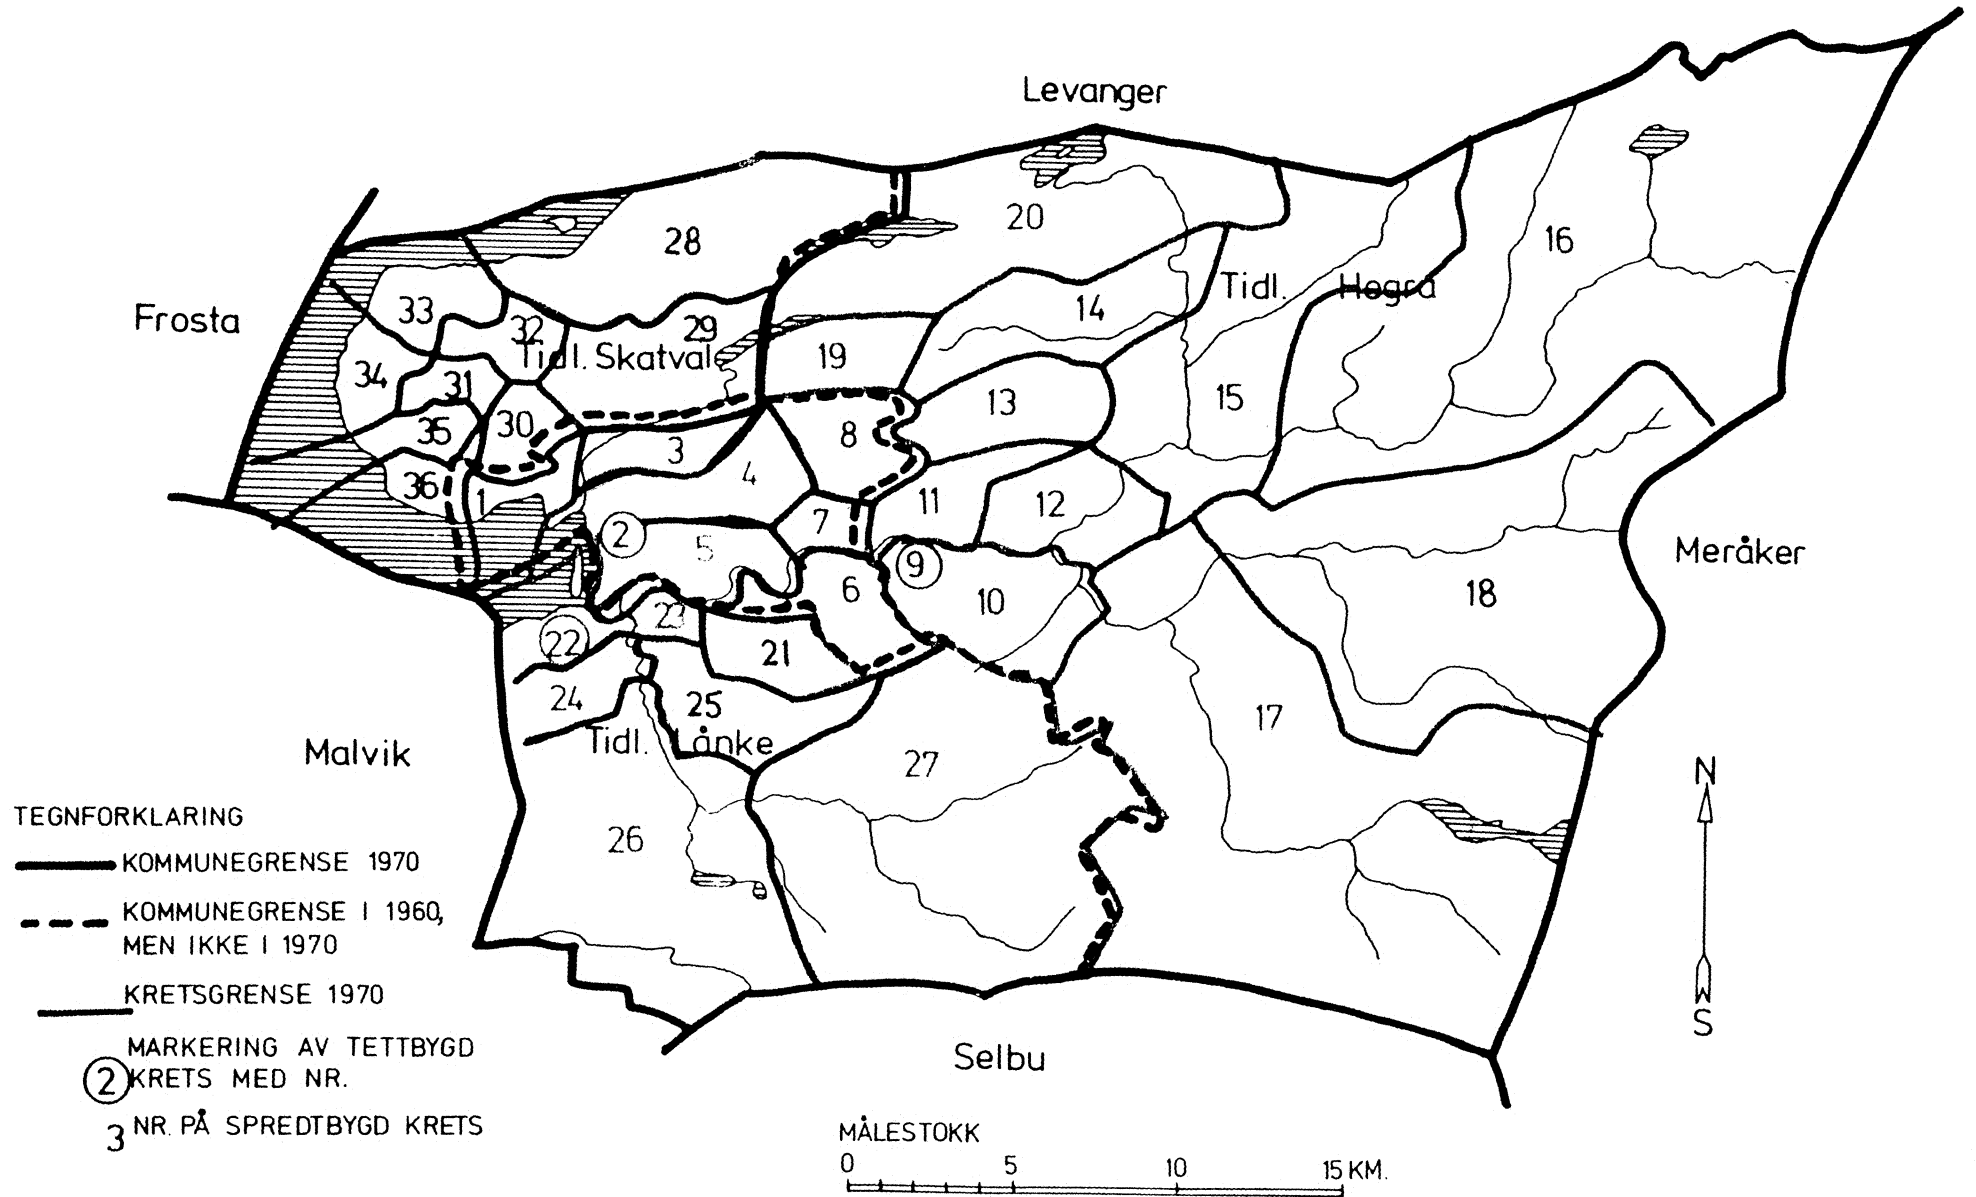 Levanger
20
28
16
Tidl. Hegra
33
14
Frosta
32
29
Tidl. Skatval
19
34
31
15
13
30
35
8
3
4
36
1
11
12
7
2
5
Meråker
9
6
10
18
23
22
21
24
25
17
Tidl. Lånke
Malvik
27
N
26
S
Selbu
TEGNFORKLARING
KOMMUNEGRENSE 1970
KOMMUNEGRENSE I 1960,
MEN IKKE I 1970
KRETSGRENSE 1970
MARKERING AV TETTBYGD
2 KRETS MED NR.
3 NR. PÅ SPREDTBYGD KRETS
MÅLESTOKK
0 5 10 15 KM.